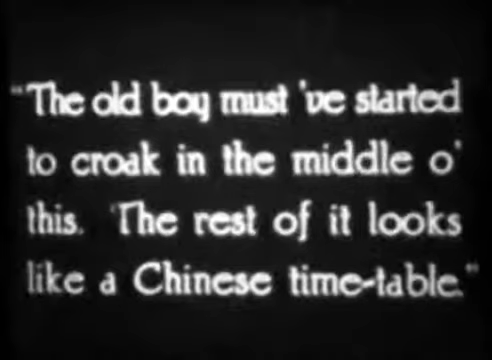 "The old boy must 've started
to croak in the middle o'
this. The rest of it looks
like a Chinese time-table."